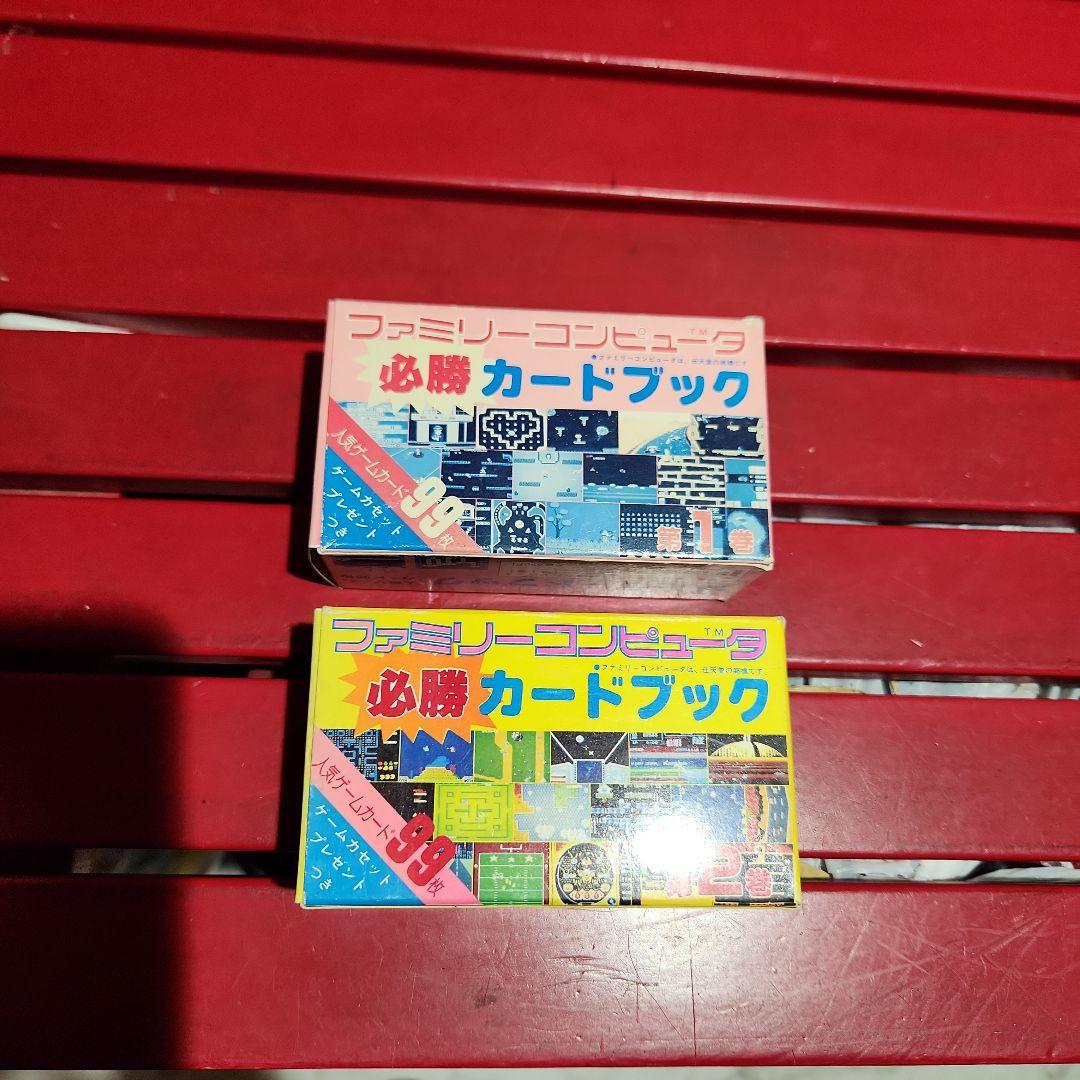 ファミリーコンピュータ
TM
●ファミリーコンピュータは、任天堂の商標です
必勝 カードブック
人気ゲームカード99枚
ゲームカセット
プレゼント
つき
第1巻
ファミリーコンピュータ
TM
●ファミリーコンピュータは、任天堂の商標です。
必勝 カードブック
人気ゲームカード99枚
ゲームカセット
プレゼント
つき
第2巻